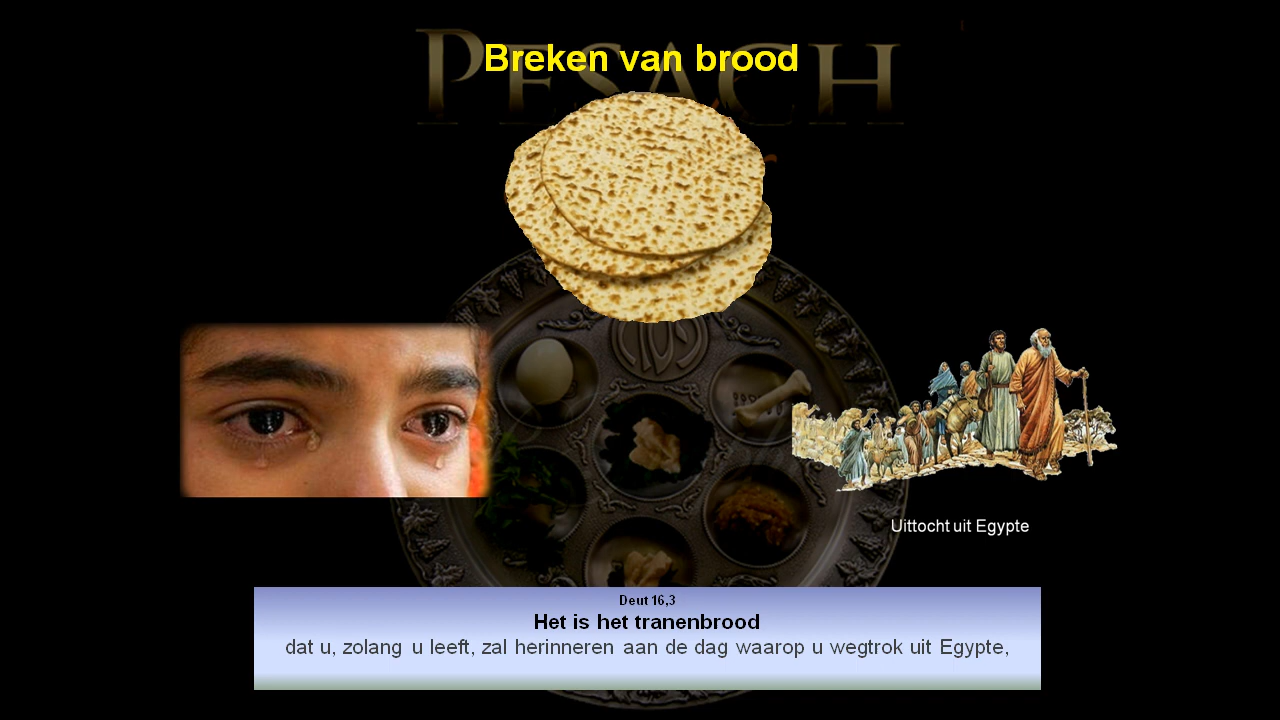 PESACH
Breken van brood
פסח
Uittocht uit Egypte
Deut 16,3
Het is het tranenbrood
dat u, zolang u leeft, zal herinneren aan de dag waarop u wegtrok uit Egypte,